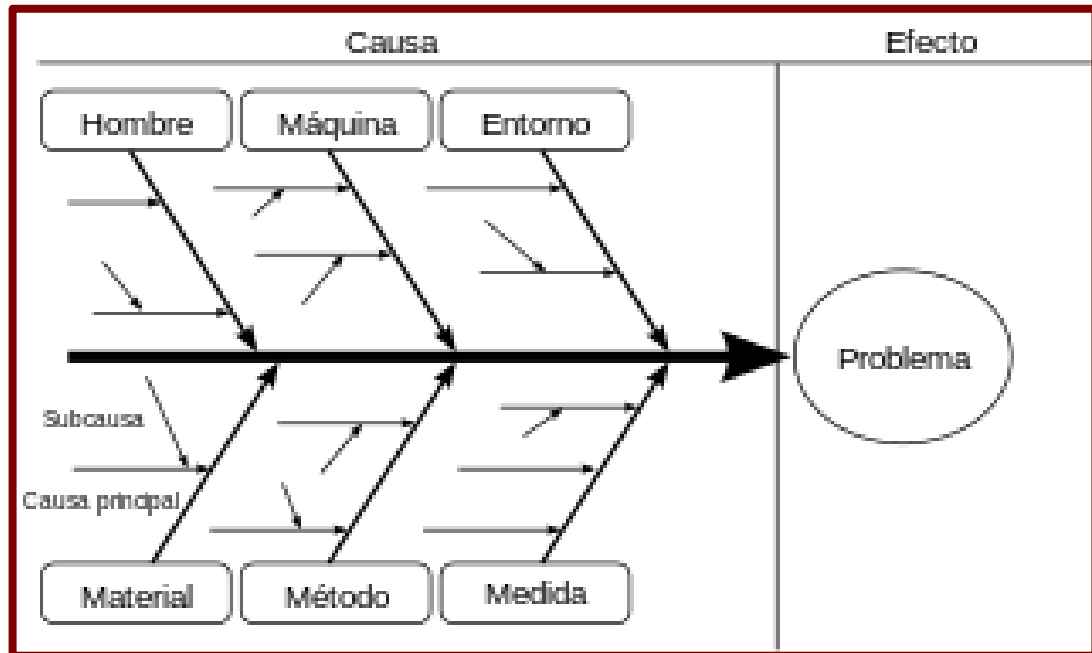 Causa
Efecto
Hombre
Máquina
Entorno
Problema
Subcausa
Causa principal
Material
Método
Medida